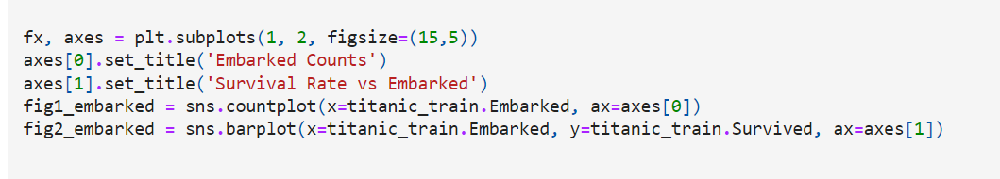 fx, axes = plt.subplots(1, 2, figsize=(15,5))
axes[0].set_title('Embarked Counts')
axes[1].set_title('Survival Rate vs Embarked')
fig1_embarked = sns.countplot(x=titanic_train.Embarked, ax=axes[0])
fig2_embarked = sns.barplot(x=titanic_train.Embarked, y=titanic_train.Survived, ax=axes[1])